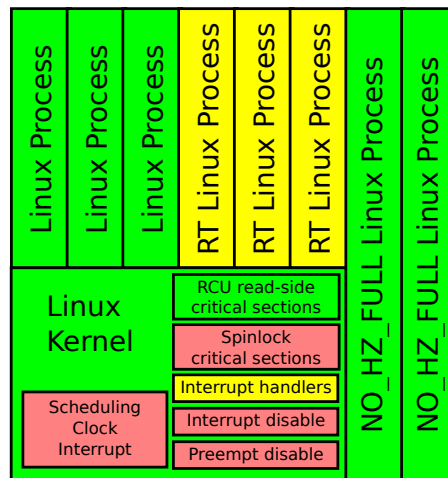 Linux Process
Linux Process
Linux Process
RT Linux Process
RT Linux Process
RT Linux Process
NO_HZ_FULL Linux Process
NO_HZ_FULL Linux Process
Linux
Kernel
RCU read-side
critical sections
Spinlock
critical sections
Interrupt handlers
Scheduling
Clock
Interrupt
Interrupt disable
Preempt disable